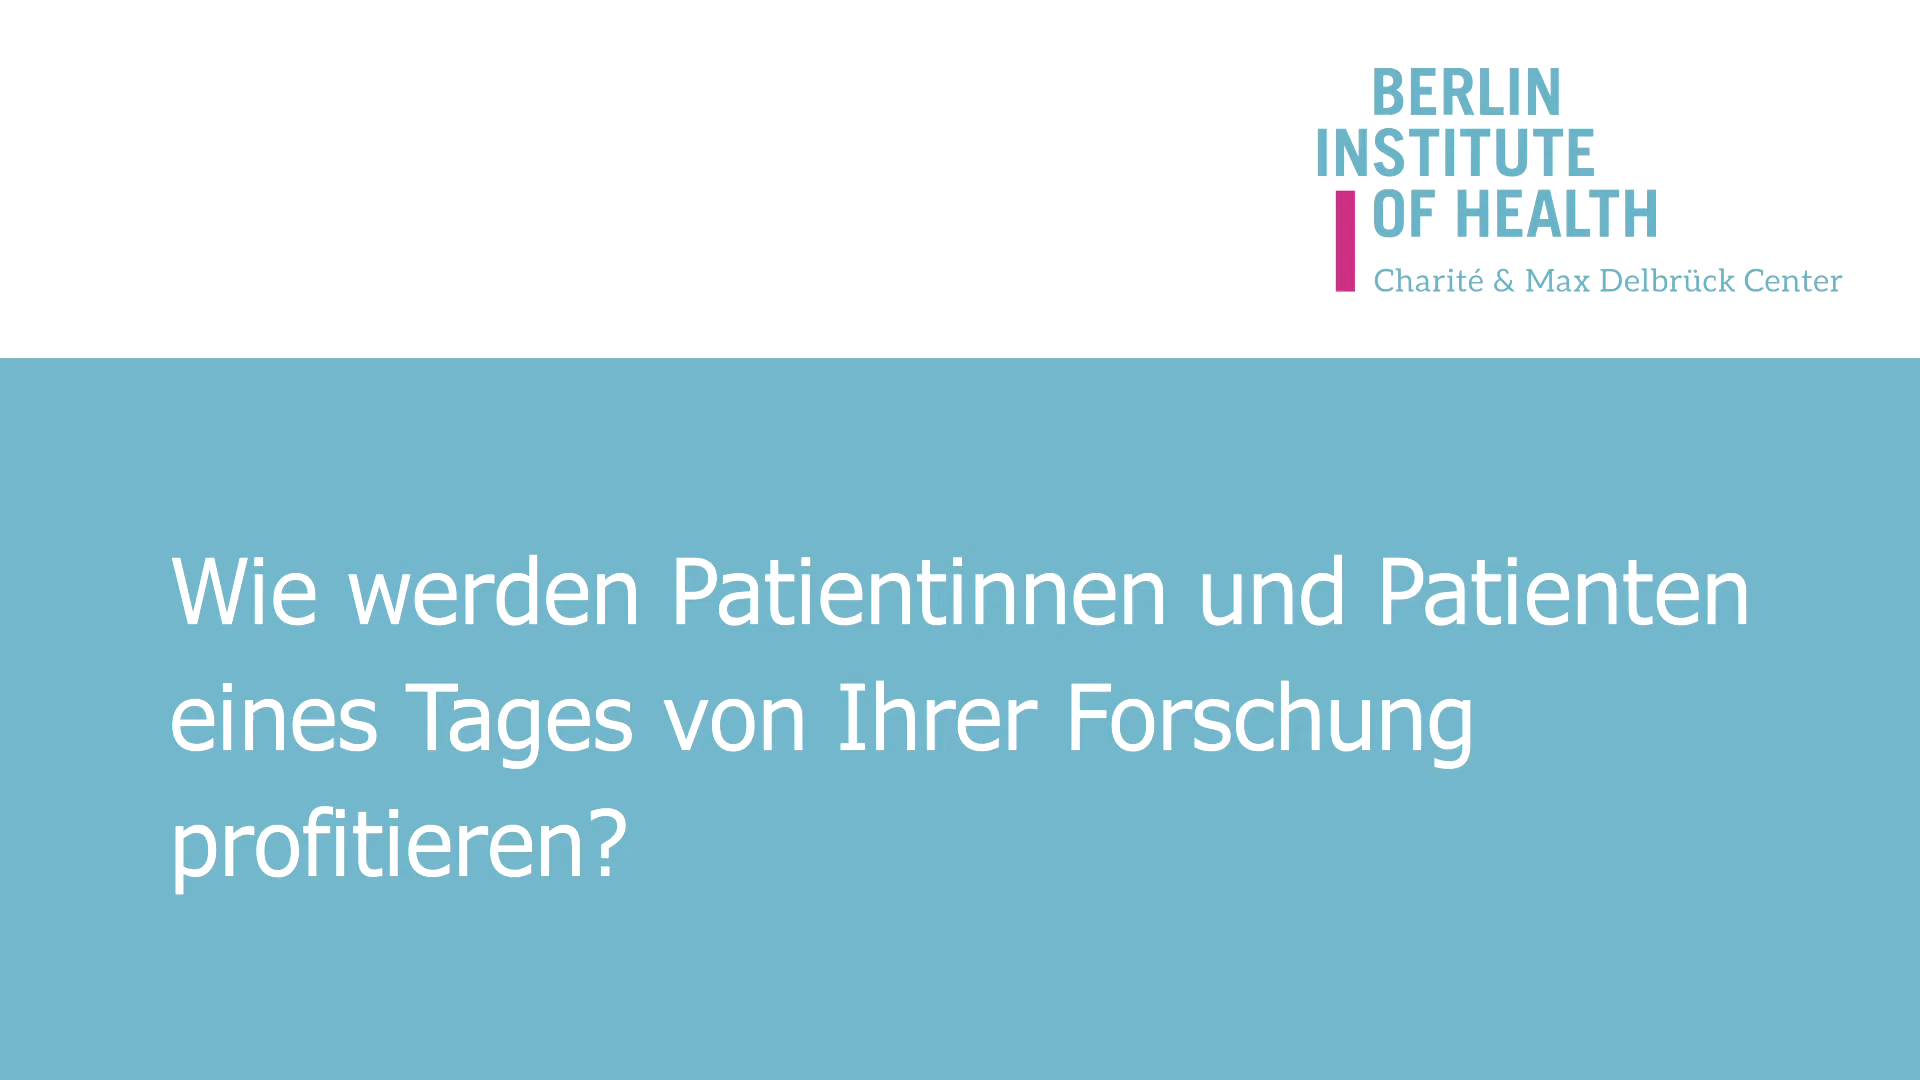 BERLIN
INSTITUTE
OF HEALTH
Charité & Max Delbrück Center
Wie werden Patientinnen und Patienten
eines Tages von Ihrer Forschung
profitieren?